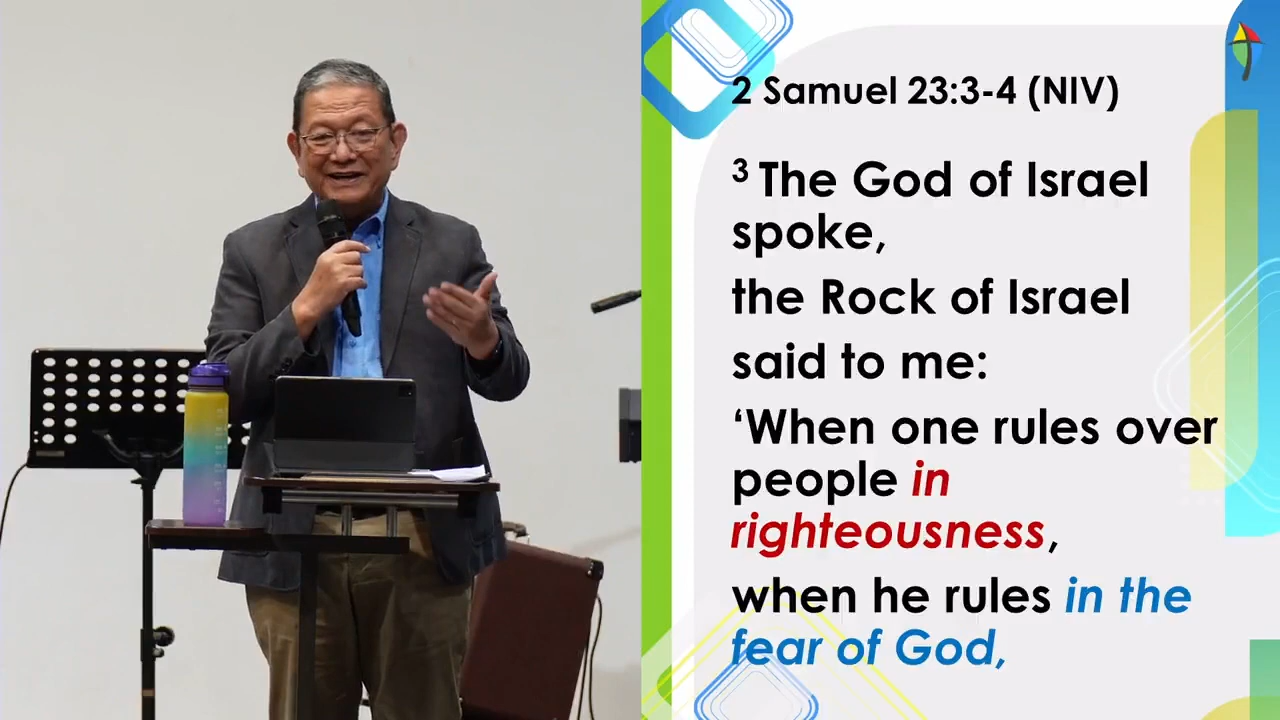 2 Samuel 23:3-4 (NIV)
3 The God of Israel
spoke,
the Rock of Israel
said to me:
‘When one rules over
people in
righteousness,
when he rules in the
fear of God,